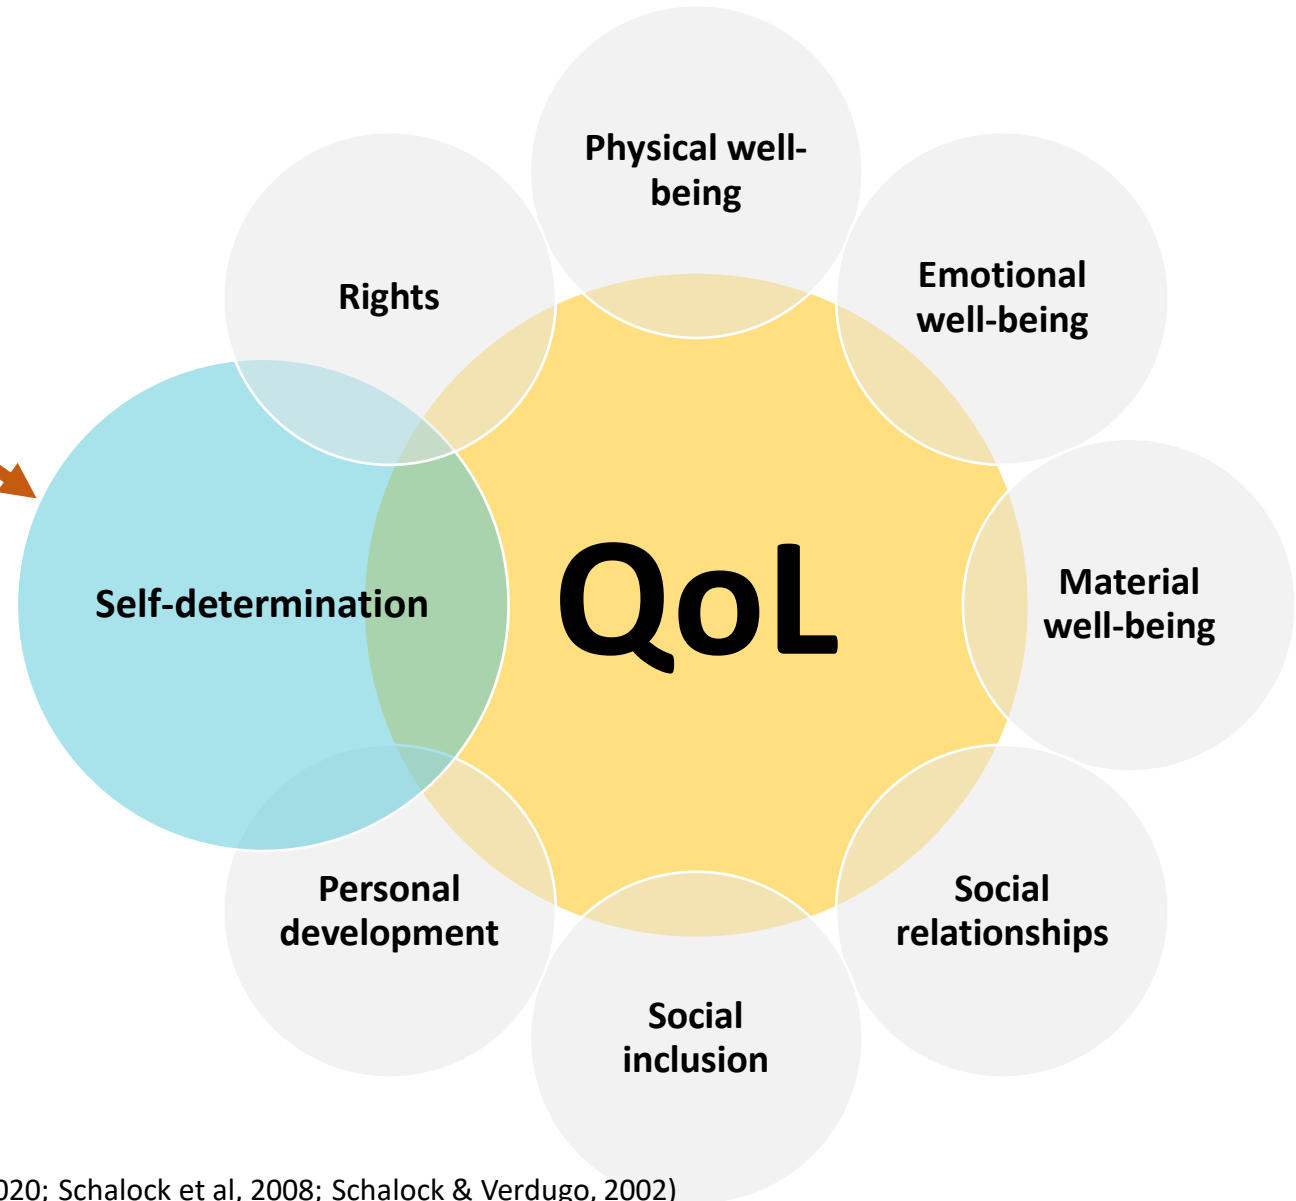 Physical well-
being
Rights
Emotional
well-being
Self-determination
QoL
Material
well-being
Personal
development
Social
relationships
Social
inclusion
020; Schalock et al, 2008; Schalock & Verdugo, 2002)